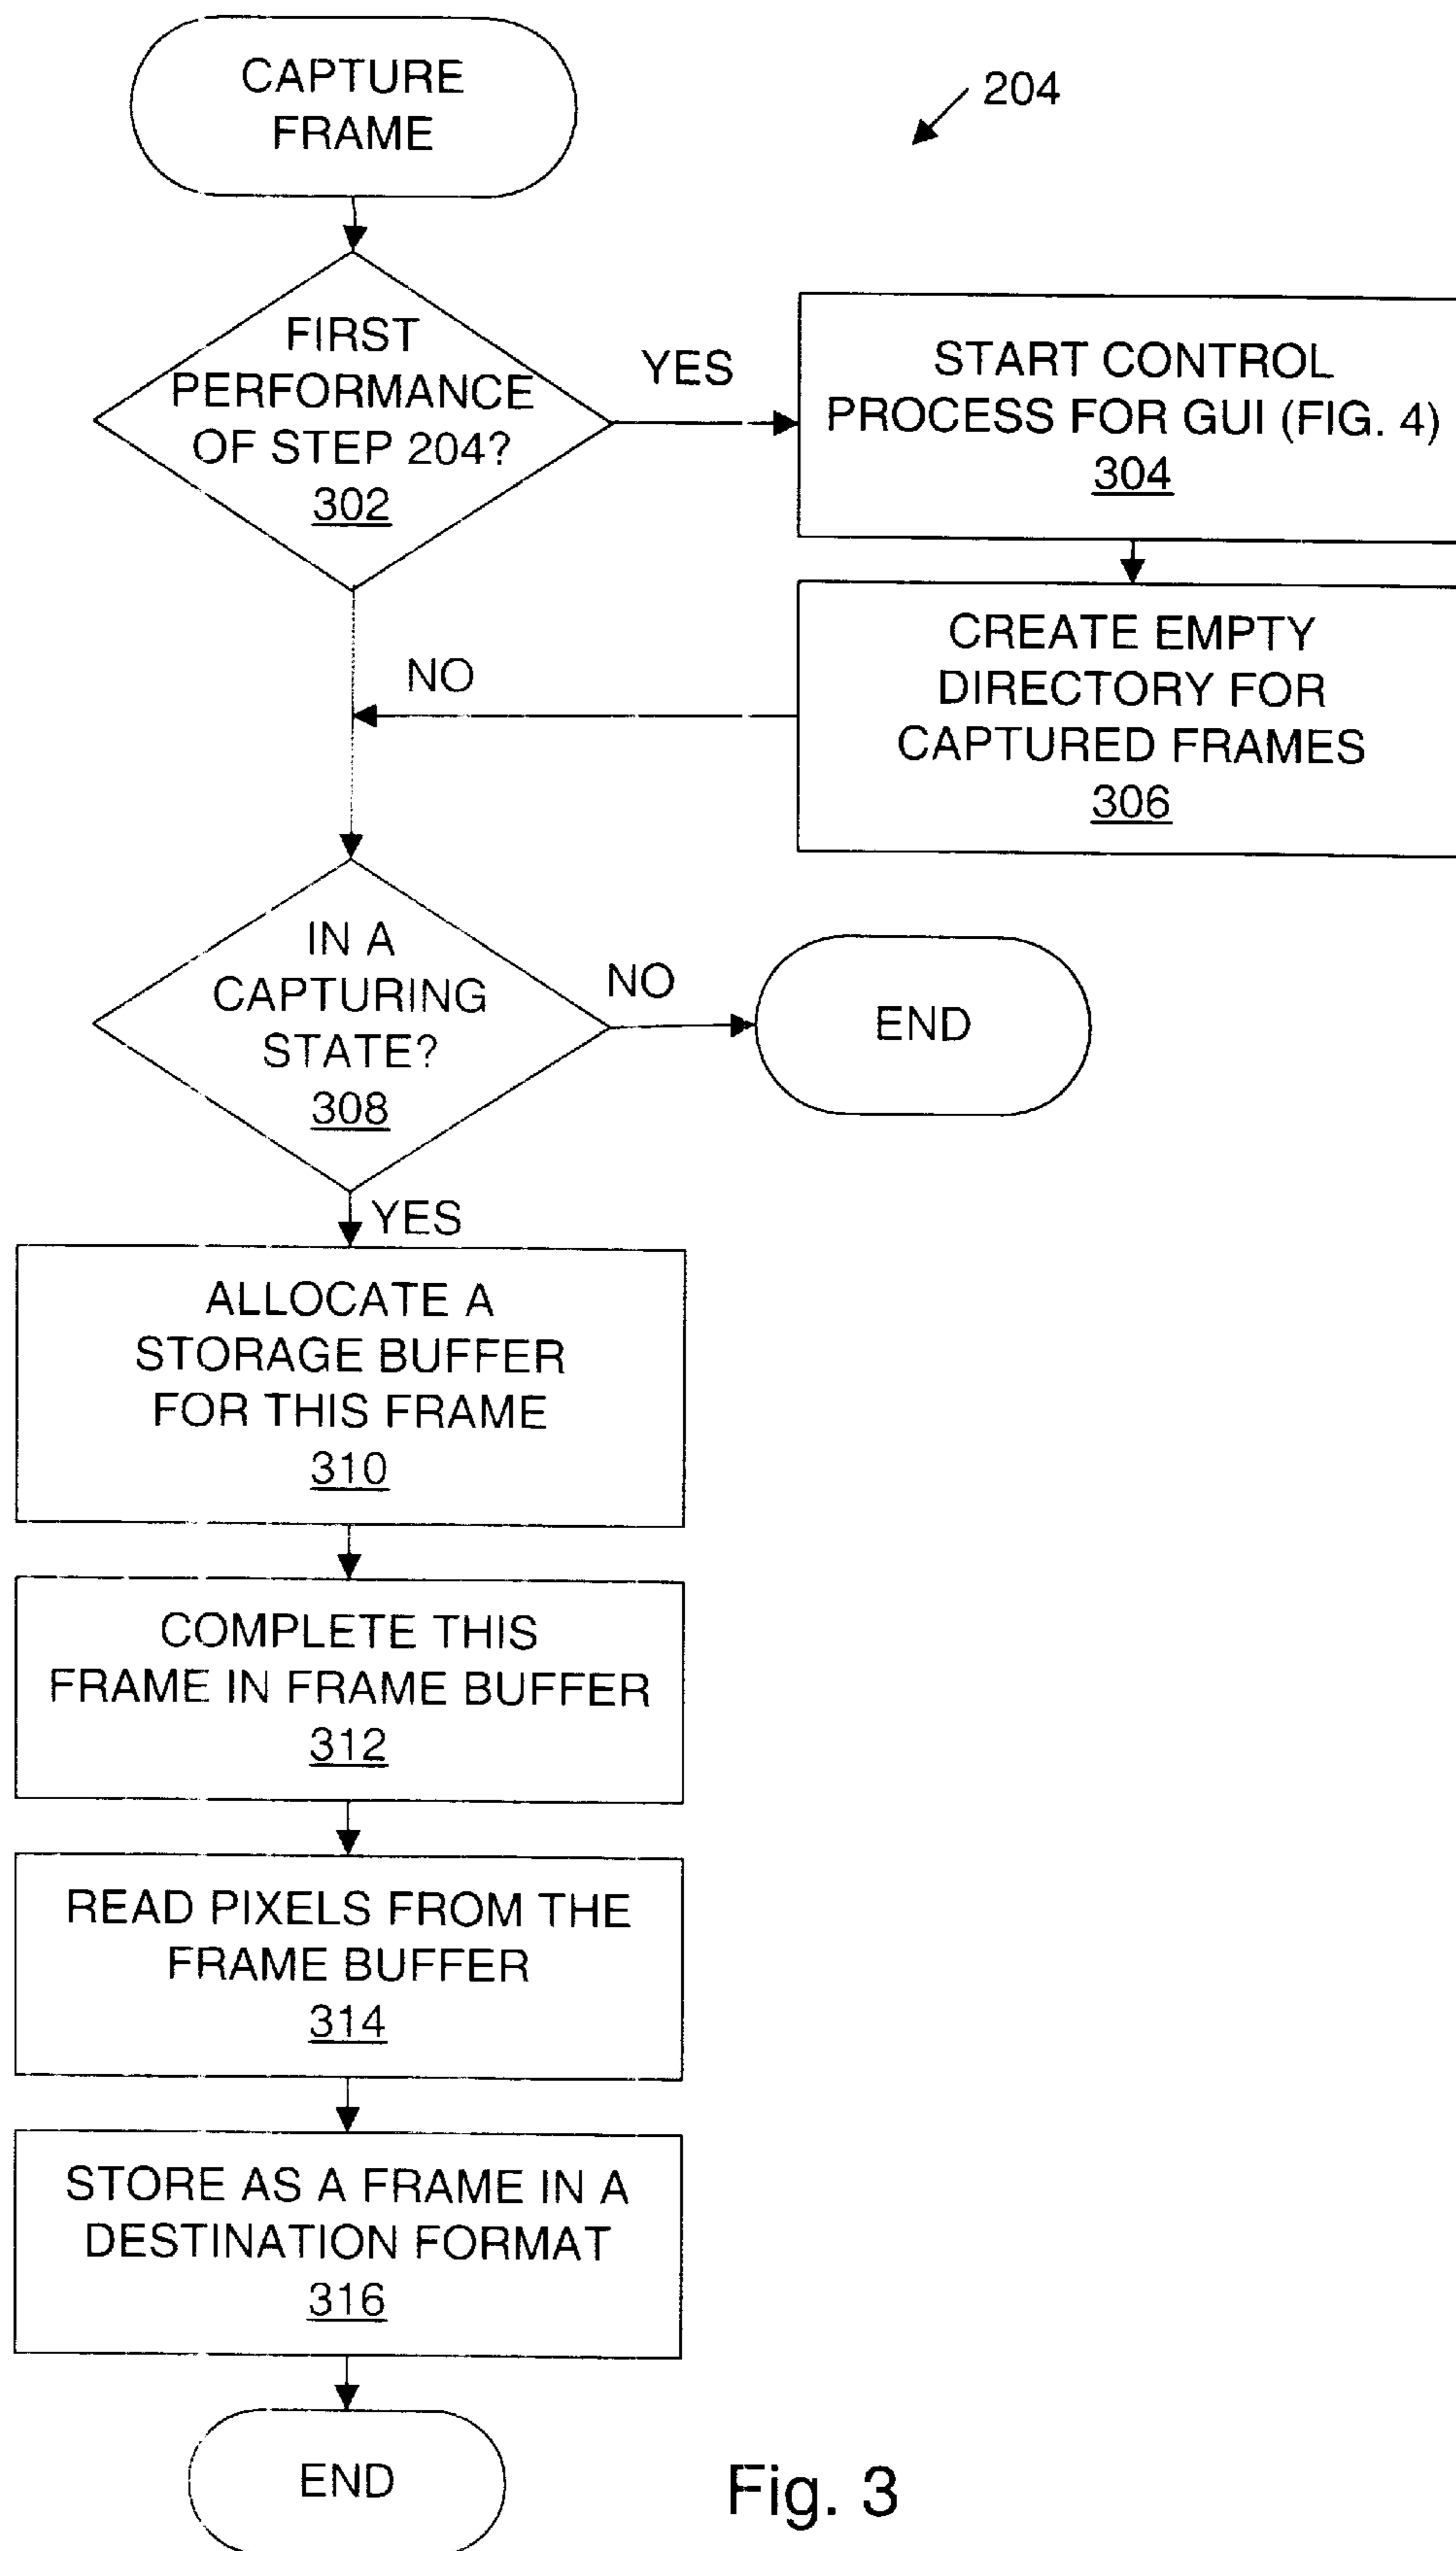 CAPTURE
FRAME
204
FIRST
PERFORMANCE
OF STEP 204?
302
YES
START CONTROL
PROCESS FOR GUI (FIG. 4)
304
NO
CREATE EMPTY
DIRECTORY FOR
CAPTURED FRAMES
306
IN A
CAPTURING
STATE?
308
NO
END
YES
ALLOCATE A
STORAGE BUFFER
FOR THIS FRAME
310
COMPLETE THIS
FRAME IN FRAME BUFFER
312
READ PIXELS FROM THE
FRAME BUFFER
314
STORE AS A FRAME IN A
DESTINATION FORMAT
316
END
Fig. 3